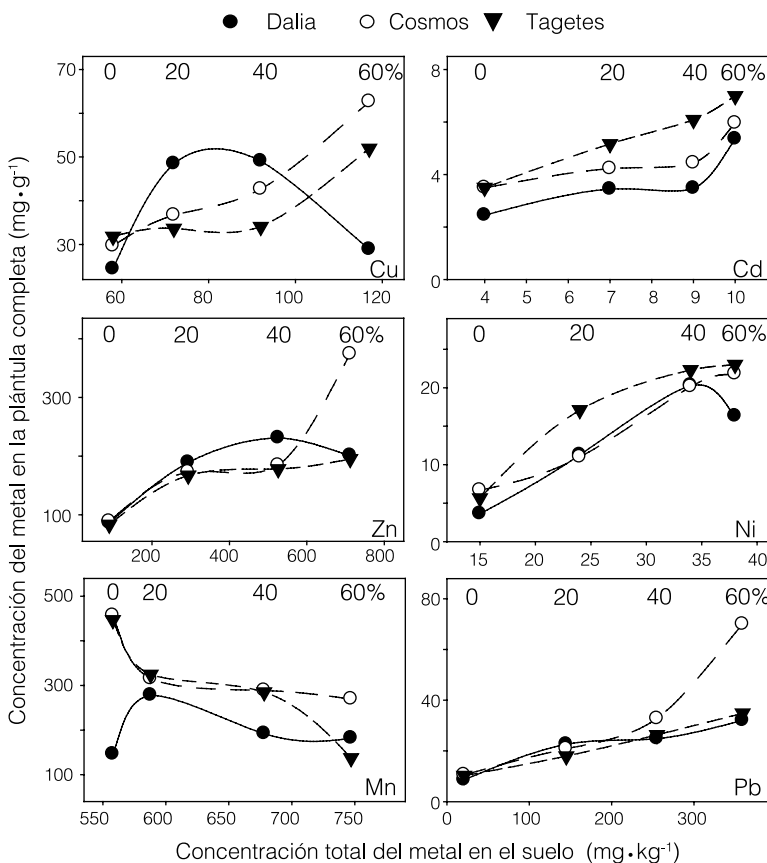 ● Dalia ○ Cosmos ▼ Tagetes
Concentración del metal en la plántula completa (mg•g⁻¹)
70
50
30
0 20 40 60%
Cu
60 80 100 120
8
4
0
0 20 40 60%
Cd
4 5 6 7 8 9 10
300
100
0 20 40 60%
Zn
200 400 600 800
20
10
0
0 20 40 60%
Ni
15 20 25 30 35 40
500
300
100
0 20 40 60%
Mn
550 600 650 700 750
80
40
0
0 20 40 60%
Pb
0 100 200 300
Concentración total del metal en el suelo (mg•kg⁻¹)